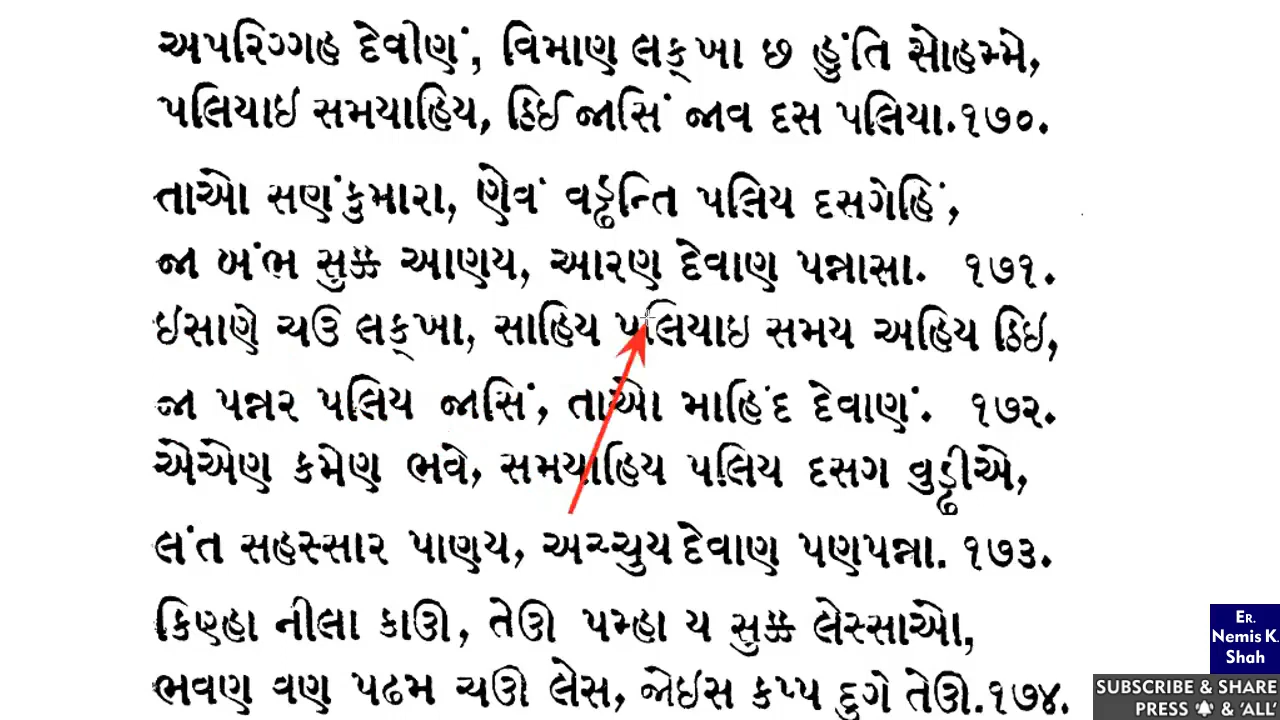 અપરિગ્ગહ દેવીણં, વિમાણ લક્ખા છ હુંતિ સોહમ્મે,
પલિયાઇ સમયાહિય, ઠિઈ જાસિં જાવ દસ પલિયા.૧૭૦.
તાઓ સણંકુમારા, ણેવં વડ્ઢન્તિ પલિય દસગેહિં,
જા બંભ સુક્ક આણય, આરણ દેવાણ પન્નાસા. ૧૭૧.
ઇસાણે ચઉ લક્ખા, સાહિય પલિયાઇ સમય અહિય ઠિઇ,
જા પન્નર પલિય જાસિં, તાઓ માહિંદ દેવાણં. ૧૭૨.
એએણ કમેણ ભવે, સમયાહિય પલિય દસગ વુડ્ઢીએ,
લંત સહસ્સાર પાણય, અચ્ચુય દેવાણ પણપન્ના. ૧૭૩.
કિણ્હા નીલા કાઊ, તેઊ પમ્હા ય સુક્ક લેસ્સાઓ,
ભવણ વણ પઢમ ચઊ લેસ, જોઇસ કપ્પ દુગે તેઊ.૧૭૪.
ER.
Nemis K.
Shah
SUBSCRIBE & SHARE
PRESS & 'ALL'